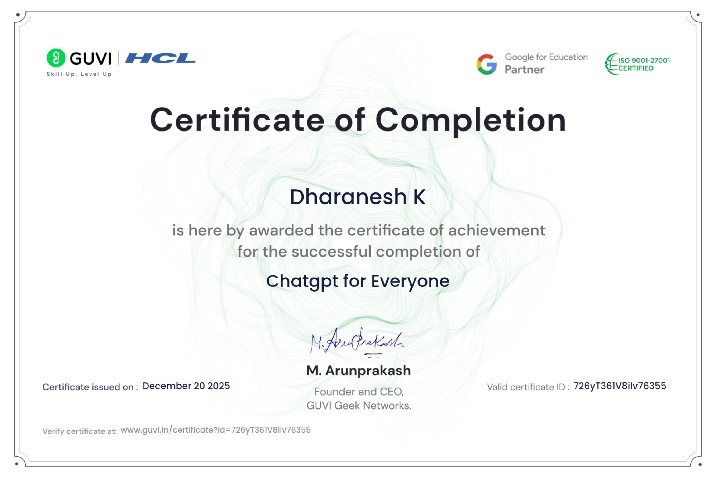 GUVI | HCL
Skill Up. Level Up
Google for Education
Partner
ISO 9001-27001
CERTIFIED
Certificate of Completion
Dharanesh K
is here by awarded the certificate of achievement
for the successful completion of
Chatgpt for Everyone
M. ArunPrakash
M. Arunprakash
Founder and CEO,
GUVI Geek Networks.
Certificate issued on : December 20 2025
Valid certificate ID : 726yT361V8iIv76355
Verify certificate at: www.guvi.in/certificate?id=726yT361V8iIv76355